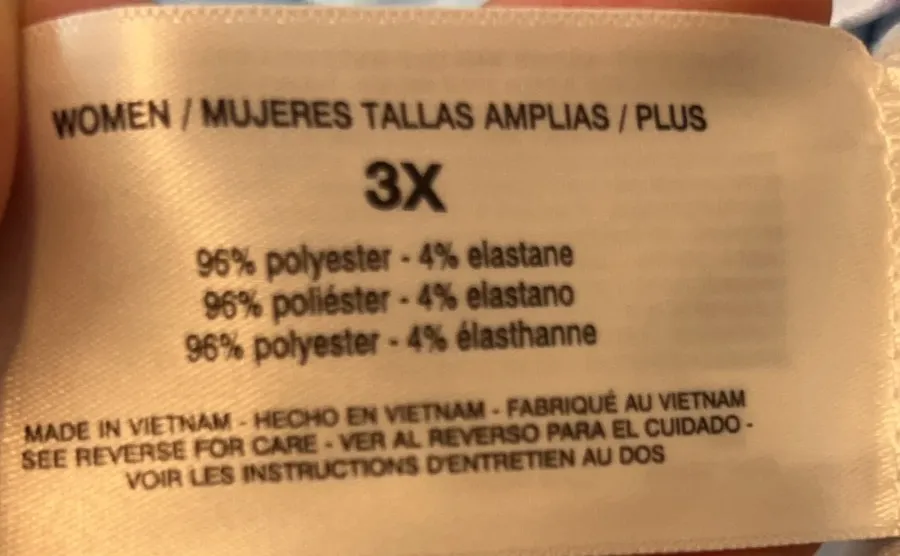 WOMEN / MUJERES TALLAS AMPLIAS / PLUS
3X
96% polyester - 4% elastane
96% poliéster - 4% elastano
96% polyester - 4% élasthanne
MADE IN VIETNAM - HECHO EN VIETNAM - FABRIQUÉ AU VIETNAM
SEE REVERSE FOR CARE - VER AL REVERSO PARA EL CUIDADO -
VOIR LES INSTRUCTIONS D'ENTRETIEN AU DOS